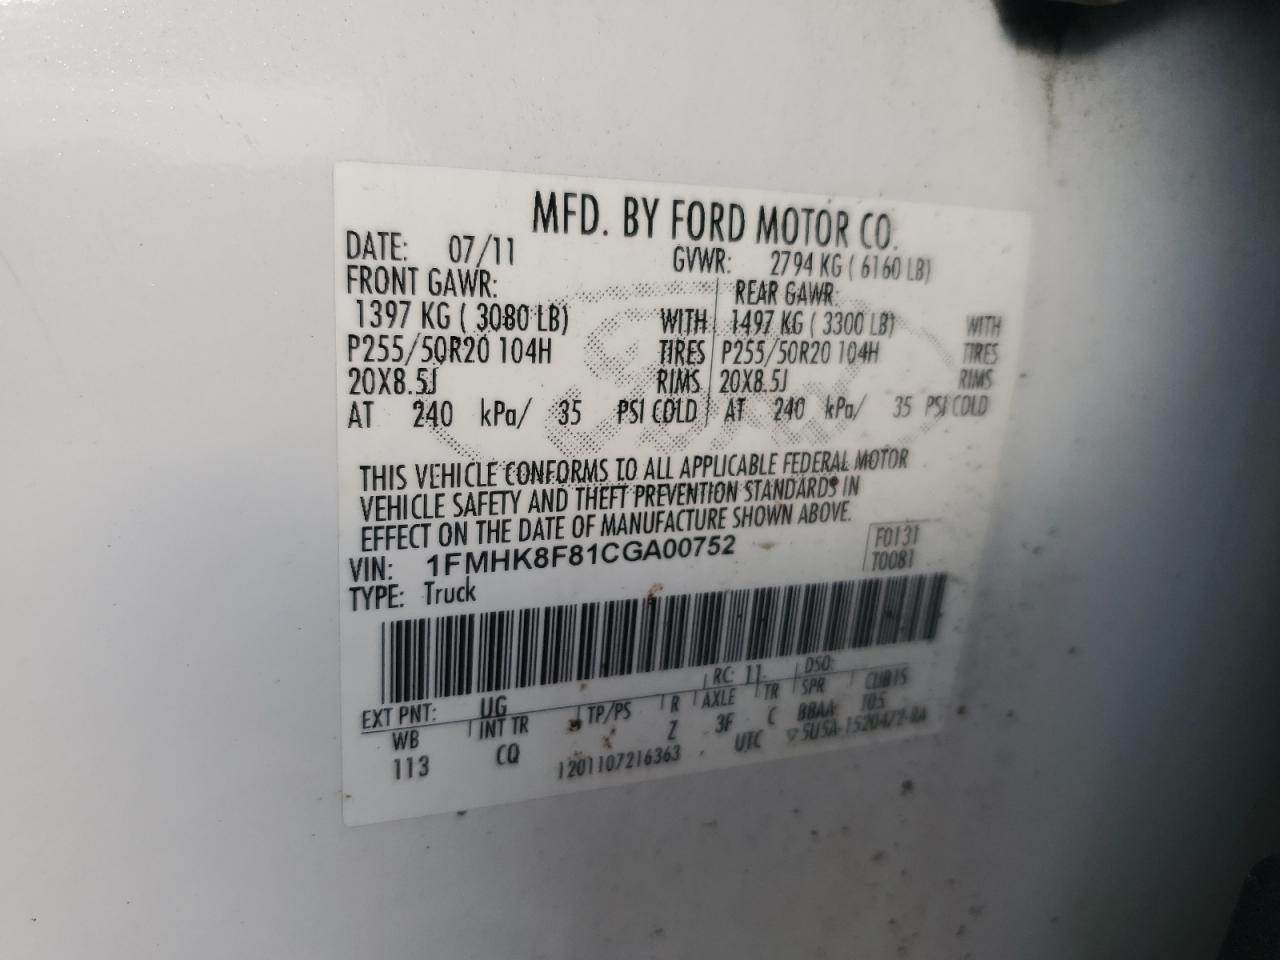 MFD. BY FORD MOTOR CO.
DATE: 07/11 GVWR: 2794 KG ( 6160 LB)
FRONT GAWR: REAR GAWR:
1397 KG ( 3080 LB) WITH 1497 KG ( 3300 LB) WITH
P255/50R20 104H TIRES P255/50R20 104H TIRES
20X8.5J RIMS 20X8.5J RIMS
AT 240 kPa/ 35 PSI COLD AT 240 kPa/ 35 PSI COLD
THIS VEHICLE CONFORMS TO ALL APPLICABLE FEDERAL MOTOR
VEHICLE SAFETY AND THEFT PREVENTION STANDARDS IN
EFFECT ON THE DATE OF MANUFACTURE SHOWN ABOVE.
VIN: 1FMHK8F81CGA00752 F0131
TYPE: Truck T0081
RC: 11 DSO:
EXT PNT: UG
WB INT TR TP/PS R AXLE TR SPR
113 CQ Z 3F C BBAA
1201107216363 UTC